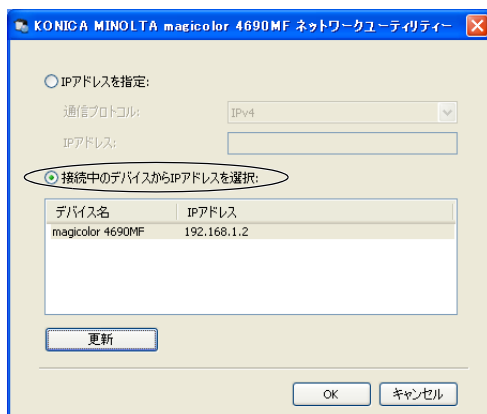 KONICA MINOLTA magicolor 4690MF ネットワークユーティリティー
IPアドレスを指定:
通信プロトコル: IPv4
IPアドレス:
接続中のデバイスからIPアドレスを選択:
デバイス名 IPアドレス
magicolor 4690MF 192.168.1.2
更新
OK キャンセル